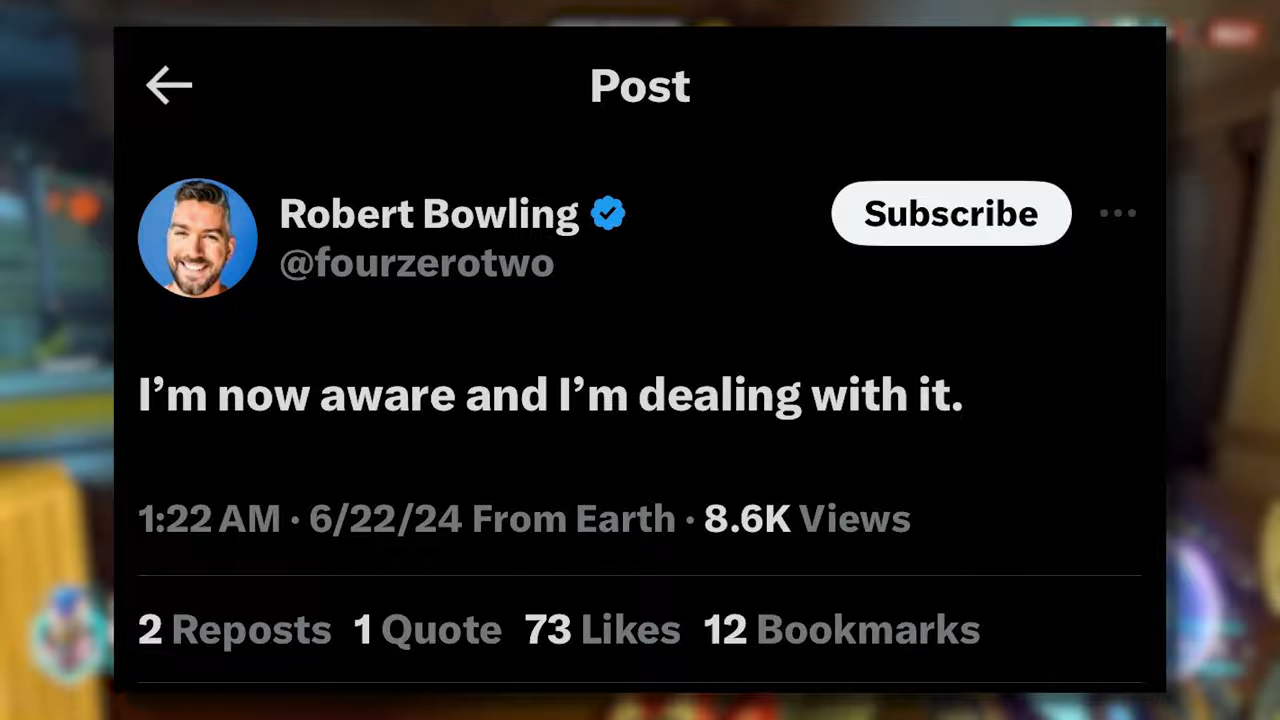 Post
Robert Bowling
Subscribe
@fourzerotwo
I’m now aware and I’m dealing with it.
1:22 AM · 6/22/24 From Earth · 8.6K Views
2 Reposts 1 Quote 73 Likes 12 Bookmarks